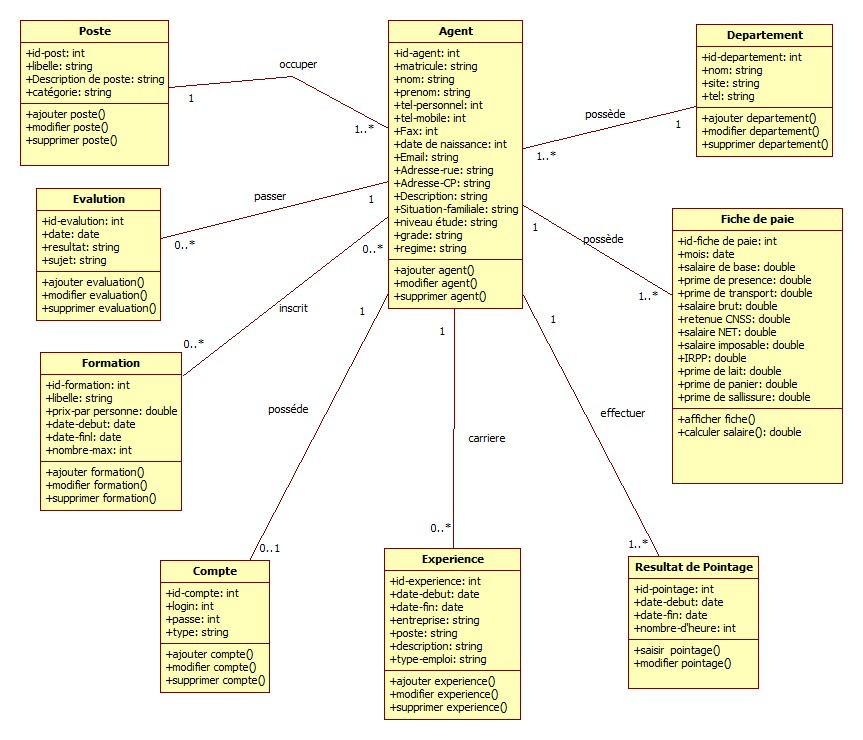 Poste
+id-post: int
+libelle: string
+Description de poste: string
+catégorie: string
+ajouter poste()
+modifier poste()
+supprimer poste()
occuper
1
1..*
Agent
+id-agent: int
+matricule: string
+nom: string
+prenom: string
+tel-personnel: int
+tel-mobile: int
+Fax: int
+date de naissance: int
+Email: string
+Adresse-rue: string
+Adresse-CP: string
+Description: string
+Situation-familiale: string
+niveau étude: string
+grade: string
+regime: string
+ajouter agent()
+modifier agent()
+supprimer agent()
Departement
+id-departement: int
+nom: string
+site: string
+tel: string
+ajouter departement()
+modifier departement()
+supprimer departement()
possède
1
1..*
Evalution
+id-evalution: int
+date: date
+resultat: string
+sujet: string
+ajouter evaluation()
+modifier evaluation()
+supprimer evaluation()
passer
1
0..*
Fiche de paie
+id-fiche de paie: int
+mois: date
+salaire de base: double
+prime de presence: double
+prime de transport: double
+salaire brut: double
+retenue CNSS: double
+salaire NET: double
+salaire imposable: double
+IRPP: double
+prime de lait: double
+prime de panier: double
+prime de sallissure: double
+afficher fiche()
+calculer salaire(): double
1
possède
1..*
0..*
inscrit
0..*
Formation
+id-formation: int
+libelle: string
+prix-par personne: double
+date-debut: date
+date-finl: date
+nombre-max: int
+ajouter formation()
+modifier formation()
+supprimer formation()
1
posséde
0..1
1
carriere
0..*
1
effectuer
1..*
Compte
+id-compte: int
+login: int
+passe: int
+type: string
+ajouter compte()
+modifier compte()
+supprimer compte()
Experience
+id-experience: int
+date-debut: date
+date-fin: date
+entreprise: string
+poste: string
+description: string
+type-emploi: string
+ajouter experience()
+modifier experience()
+supprimer experience()
Resultat de Pointage
+id-pointage: int
+date-debut: date
+date-fin: date
+nombre-d'heure: int
+saisir pointage()
+modifier pointage()